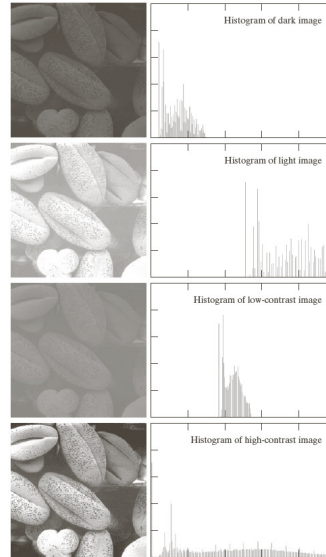 Histogram of dark image
Histogram of light image
Histogram of low-contrast image
Histogram of high-contrast image